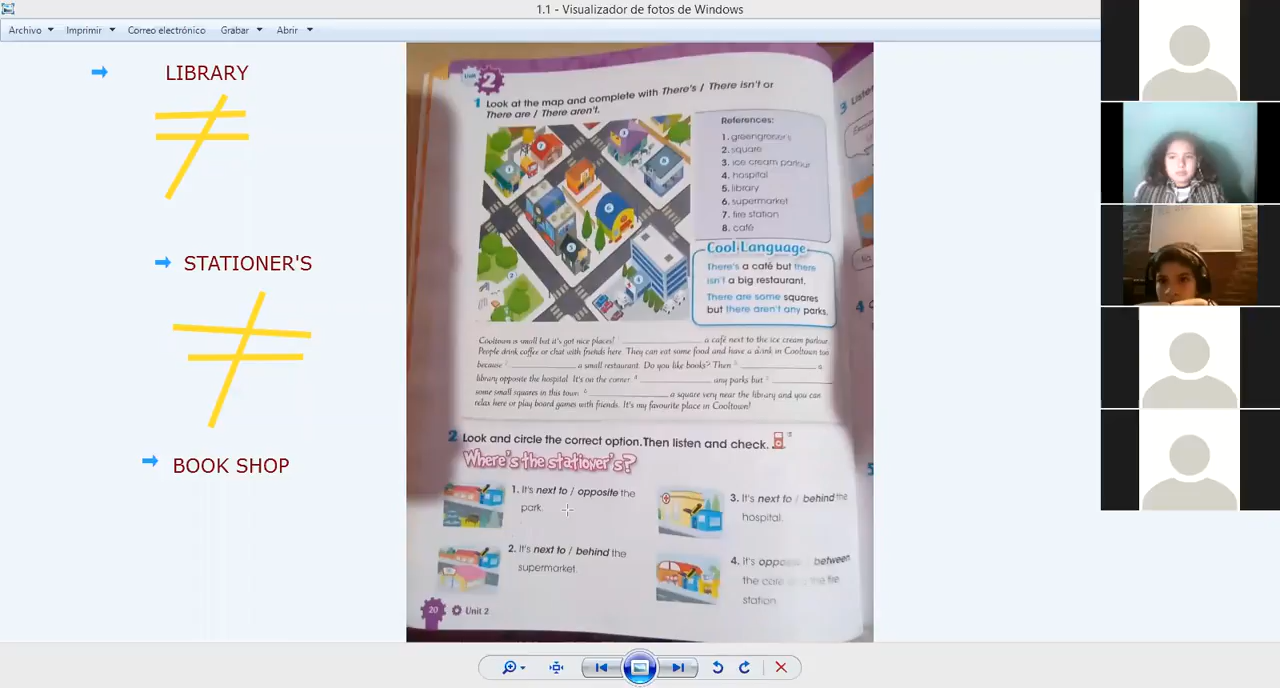 1.1 - Visualizador de fotos de Windows
Archivo Imprimir Correo electrónico Grabar Abrir
LIBRARY
STATIONER'S
BOOK SHOP
Unit 2
1 Look at the map and complete with There's / There isn't or
There are / There aren't.
References:
1. greengrocer's
2. square
3. ice cream parlour
4. hospital
5. library
6. supermarket
7. fire station
8. café
Cool Language
There's a café but there
isn't a big restaurant.
There are some squares
but there aren't any parks.
Cooltown is small but it's got nice places! a café next to the ice cream parlour.
People drink coffee or chat with friends here. They can eat some food and have a drink in Cooltown too
because a small restaurant. Do you like books? Then a
library opposite the hospital. It's on the corner. any parks but
some small squares in this town. a square very near the library and you can
relax here or play board games with friends. It's my favourite place in Cooltown!
2 Look and circle the correct option. Then listen and check.
Where's the stationer's?
1. It's next to / opposite the
park.
2. It's next to / behind the
supermarket.
3. It's next to / behind the
hospital.
4. It's between
the café the fire
station
20 Unit 2
3 Listen
4
5